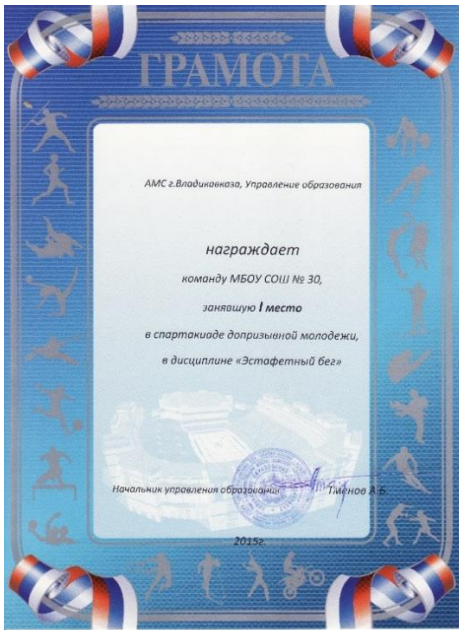 ГРАМОТА
АМС г.Владикавказа, Управление образования
награждает
команду МБОУ СОШ № 30,
занявшую I место
в спартакиаде допризывной молодежи,
в дисциплине «Эстафетный бег»
Начальник управления образования Тменов А.Б.
2015г.